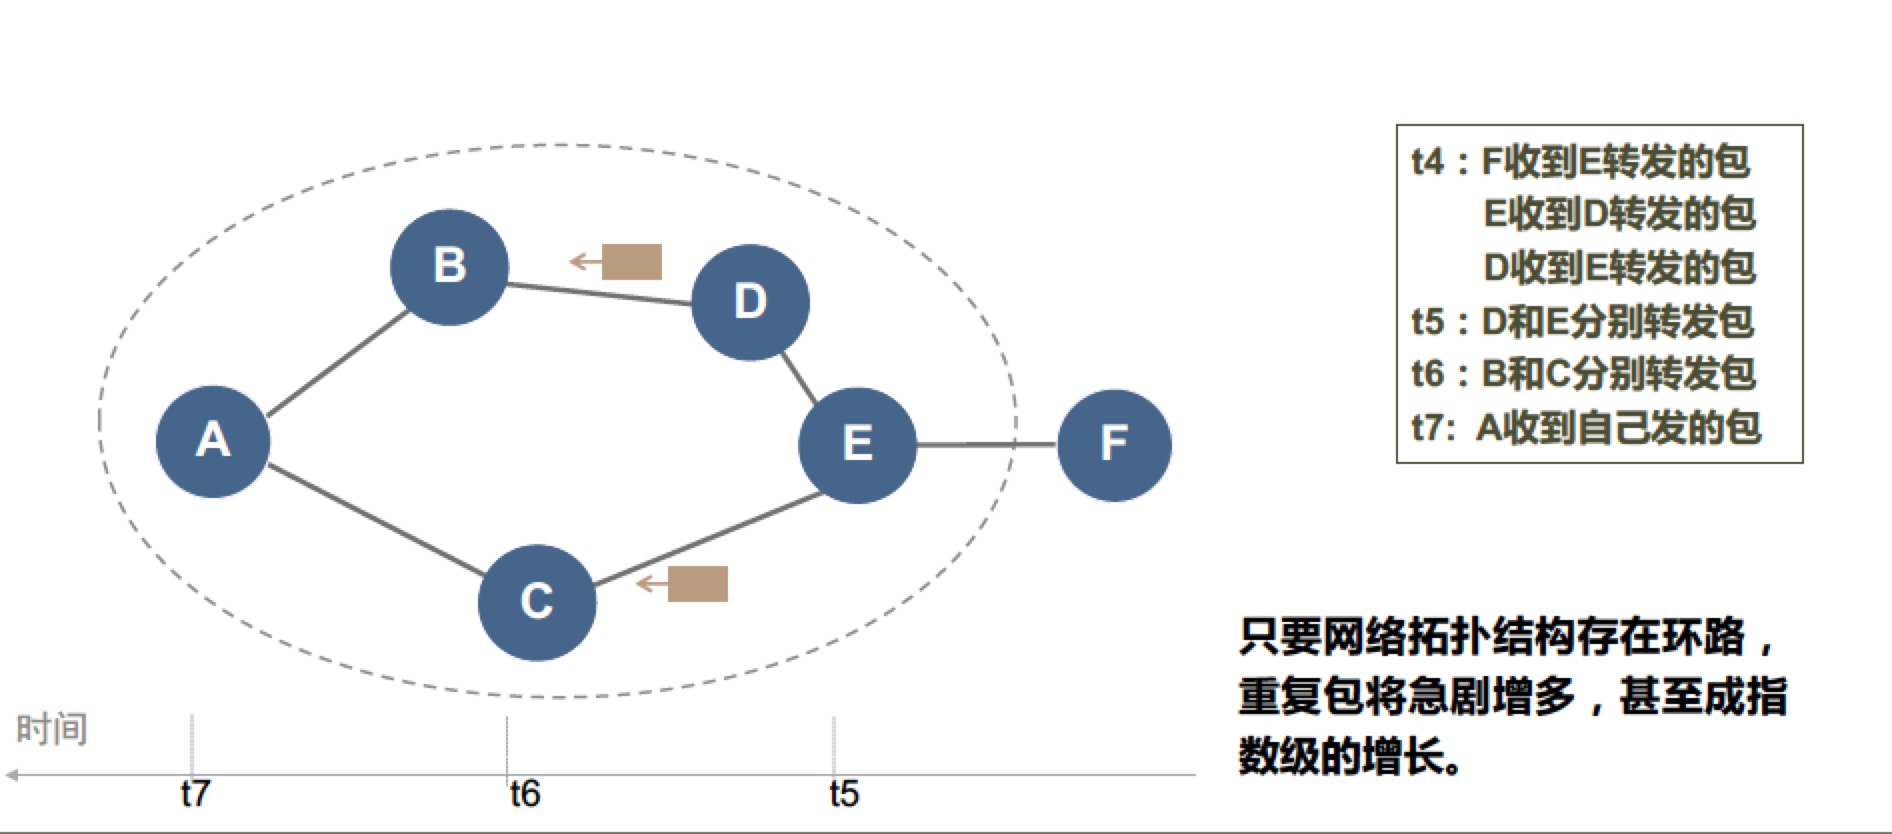 t4：F收到E转发的包
E收到D转发的包
D收到E转发的包
t5：D和E分别转发包
t6：B和C分别转发包
t7: A收到自己发的包
B
D
A
E
F
C
只要网络拓扑结构存在环路，
重复包将急剧增多，甚至成指
数级的增长。
时间
t7
t6
t5